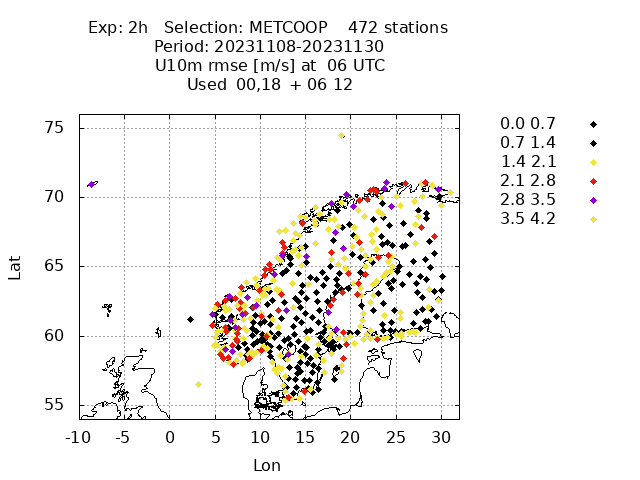 Exp: 2h   Selection: METCOOP    472 stations
Period: 20231108-20231130
U10m rmse [m/s] at  06 UTC
Used  00,18  + 06 12
0.0 0.7
0.7 1.4
1.4 2.1
2.1 2.8
2.8 3.5
3.5 4.2
75
70
65
60
55
Lat
-10 -5 0 5 10 15 20 25 30
Lon